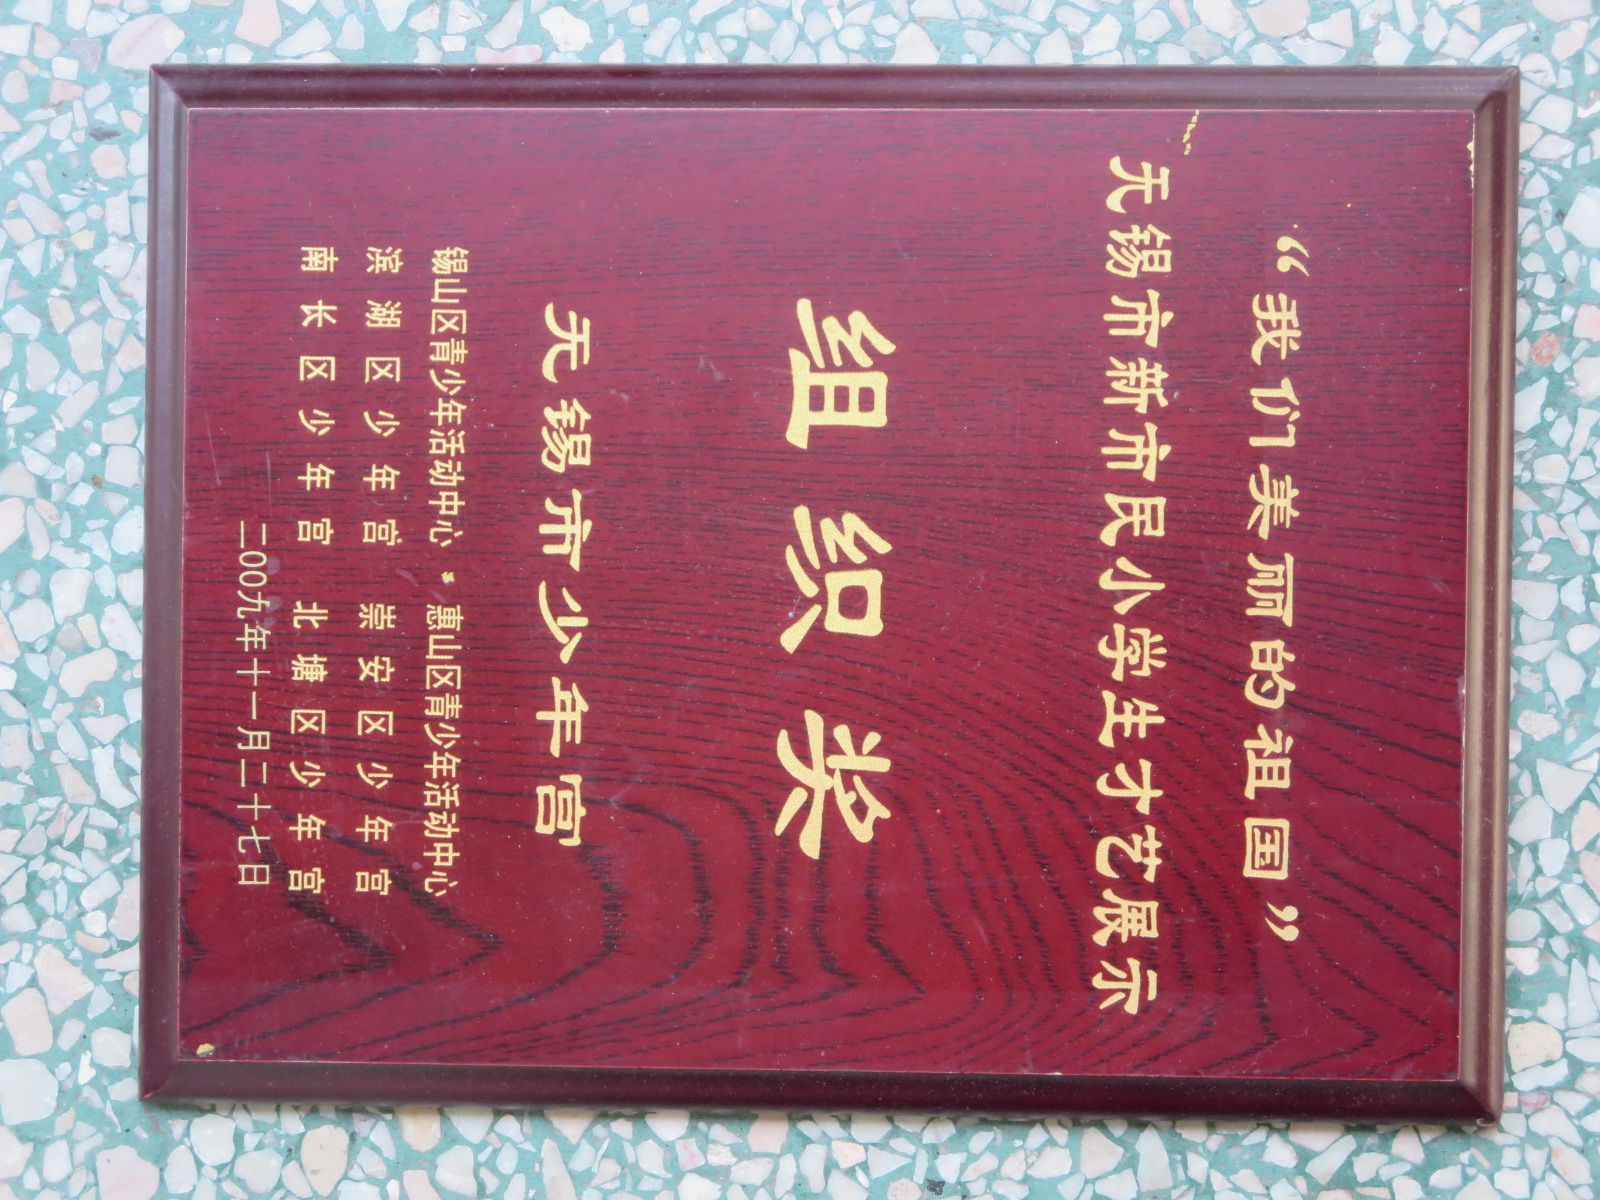 “我们美丽的祖国”
无锡市新市民小学生才艺展示
组织奖
无锡市少年宫
锡山区青少年活动中心 惠山区青少年活动中心
滨湖区少年宫 崇安区少年宫
南长区少年宫 北塘区少年宫
二00九年十一月二十七日